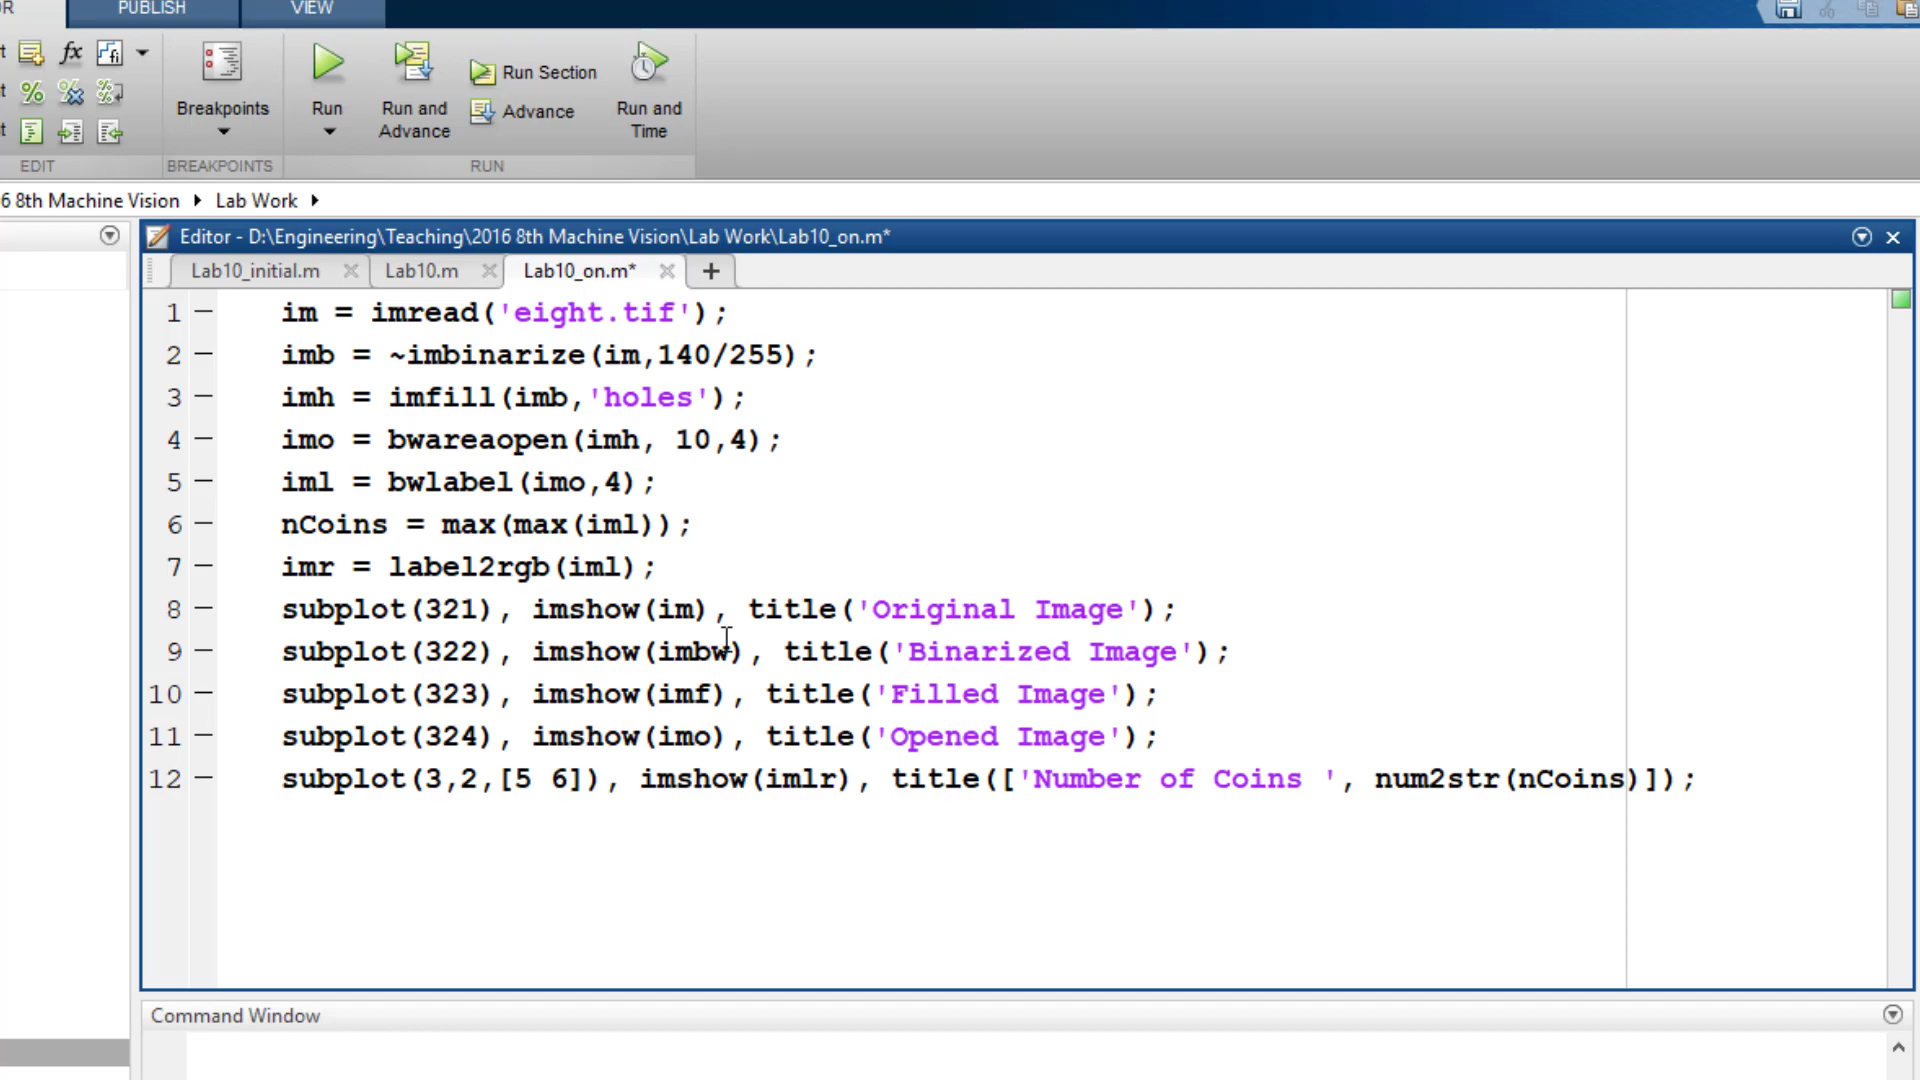 PUBLISH
VIEW
fx
Breakpoints
Run
Run and
Advance
Run Section
Advance
Run and
Time
EDIT
BREAKPOINTS
RUN
6 8th Machine Vision
Lab Work
Editor - D:\Engineering\Teaching\2016 8th Machine Vision\Lab Work\Lab10_on.m*
Lab10_initial.m
Lab10.m
Lab10_on.m*
1 im = imread('eight.tif');
2 imb = ~imbinarize(im,140/255);
3 imh = imfill(imb,'holes');
4 imo = bwareaopen(imh, 10,4);
5 iml = bwlabel(imo,4);
6 nCoins = max(max(iml));
7 imr = label2rgb(iml);
8 subplot(321), imshow(im), title('Original Image');
9 subplot(322), imshow(imbw), title('Binarized Image');
10 subplot(323), imshow(imf), title('Filled Image');
11 subplot(324), imshow(imo), title('Opened Image');
12 subplot(3,2,[5 6]), imshow(imlr), title(['Number of Coins ', num2str(nCoins)]);
Command Window